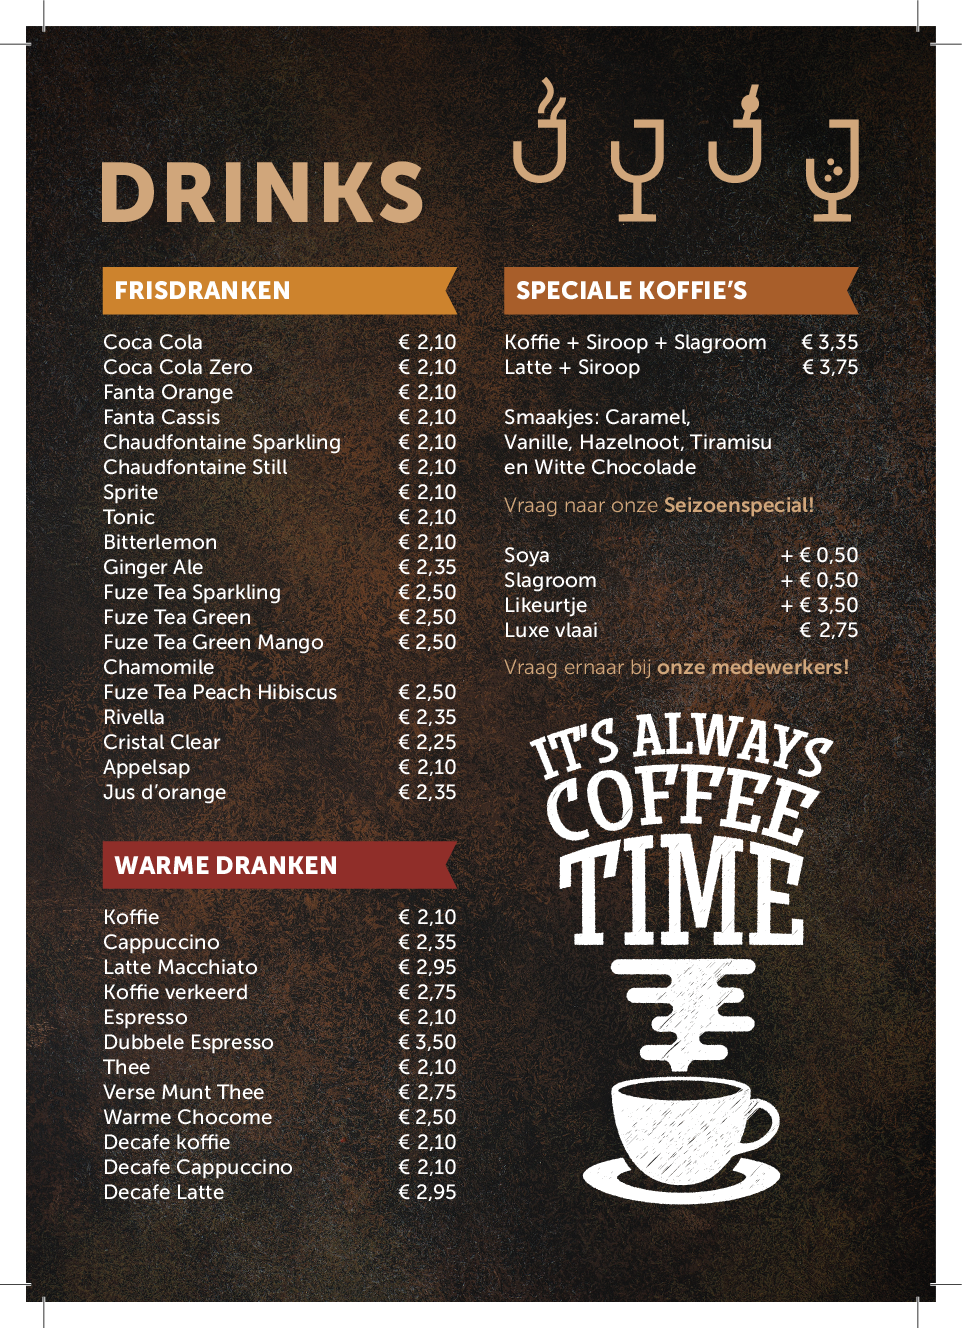 DRINKS
FRISDRANKEN
Coca Cola € 2,10
Coca Cola Zero € 2,10
Fanta Orange € 2,10
Fanta Cassis € 2,10
Chaudfontaine Sparkling € 2,10
Chaudfontaine Still € 2,10
Sprite € 2,10
Tonic € 2,10
Bitterlemon € 2,10
Ginger Ale € 2,35
Fuze Tea Sparkling € 2,50
Fuze Tea Green € 2,50
Fuze Tea Green Mango € 2,50
Chamomile
Fuze Tea Peach Hibiscus € 2,50
Rivella € 2,35
Cristal Clear € 2,25
Appelsap € 2,10
Jus d’orange € 2,35
WARME DRANKEN
Koffie € 2,10
Cappuccino € 2,35
Latte Macchiato € 2,95
Koffie verkeerd € 2,75
Espresso € 2,10
Dubbele Espresso € 3,50
Thee € 2,10
Verse Munt Thee € 2,75
Warme Chocome € 2,50
Decafe koffie € 2,10
Decafe Cappuccino € 2,10
Decafe Latte € 2,95
SPECIALE KOFFIE’S
Koffie + Siroop + Slagroom € 3,35
Latte + Siroop € 3,75
Smaakjes: Caramel,
Vanille, Hazelnoot, Tiramisu
en Witte Chocolade
Vraag naar onze Seizoenspecial!
Soya + € 0,50
Slagroom + € 0,50
Likeurtje + € 3,50
Luxe vlaai € 2,75
Vraag ernaar bij onze medewerkers!
IT'S ALWAYS
COFFEE
TIME